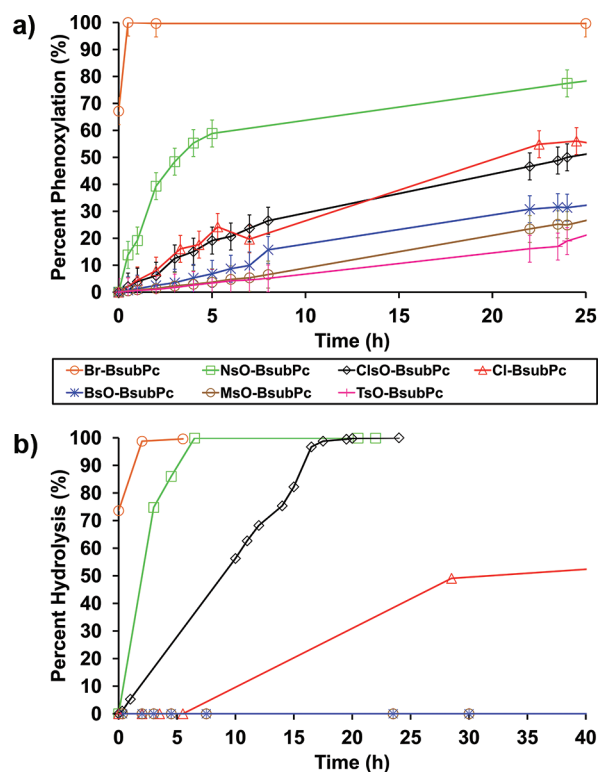 a)
Percent Phenoxylation (%)
100
90
80
70
60
50
40
30
20
10
0
0 5 10 15 20 25
Time (h)
Br-BsubPc NsO-BsubPc ClsO-BsubPc Cl-BsubPc
BsO-BsubPc MsO-BsubPc TsO-BsubPc
b)
Percent Hydrolysis (%)
100
90
80
70
60
50
40
30
20
10
0
0 5 10 15 20 25 30 35 40
Time (h)